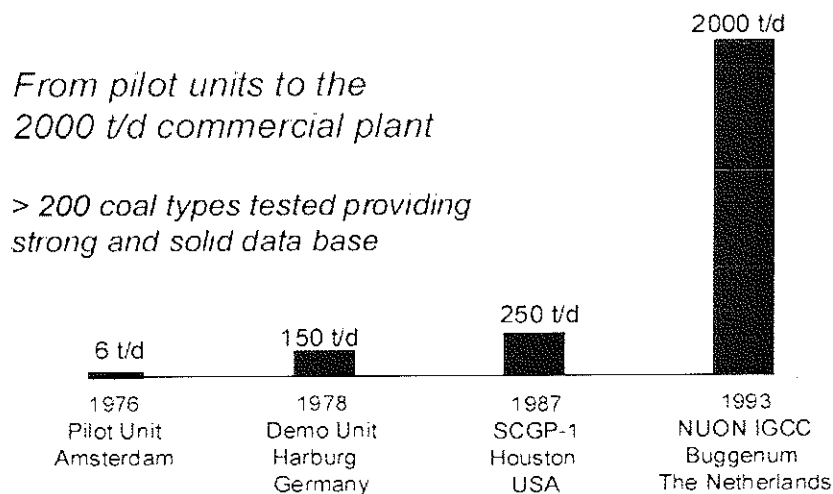 2000 t/d
From pilot units to the
2000 t/d commercial plant
> 200 coal types tested providing
strong and solid data base
6 t/d
150 t/d
250 t/d
1976
Pilot Unit
Amsterdam
1978
Demo Unit
Harburg
Germany
1987
SCGP-1
Houston
USA
1993
NUON IGCC
Buggenum
The Netherlands